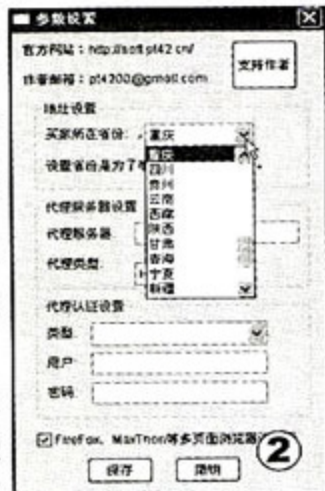 参数设置
官方网站：http://soft.pt42.cn/
支持作者
作者邮箱：pt4200@gmail.com
地址设置
买家所在省份：重庆
重庆
设置省份是为了
四川
贵州
云南
西藏
代理服务器设置
陕西
代理服务器
甘肃
青海
代理类型
宁夏
新疆
代理认证设置
类型
用户
密码
FireFox、MaxThon等多页面浏览器
保存
撤销
②